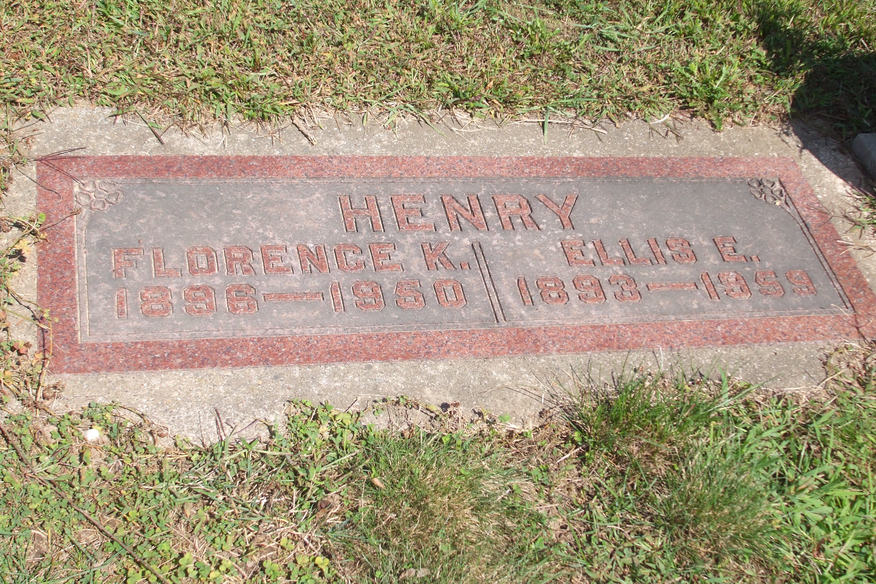 HENRY
FLORENCE K. ELLIS E.
1896—1950 1893—1959